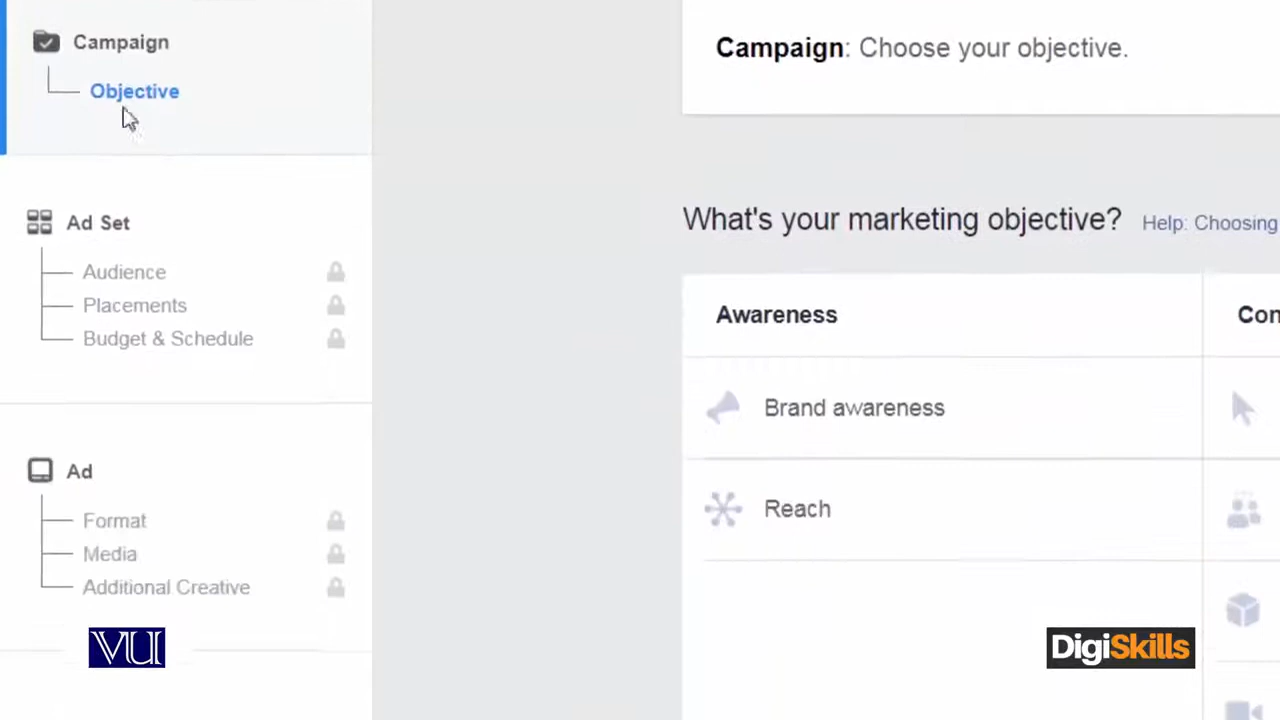 Campaign
Objective
Ad Set
Audience
Placements
Budget & Schedule
Ad
Format
Media
Additional Creative
VU
Campaign: Choose your objective.
What's your marketing objective? Help: Choosing
Awareness
Con
Brand awareness
Reach
DigiSkills